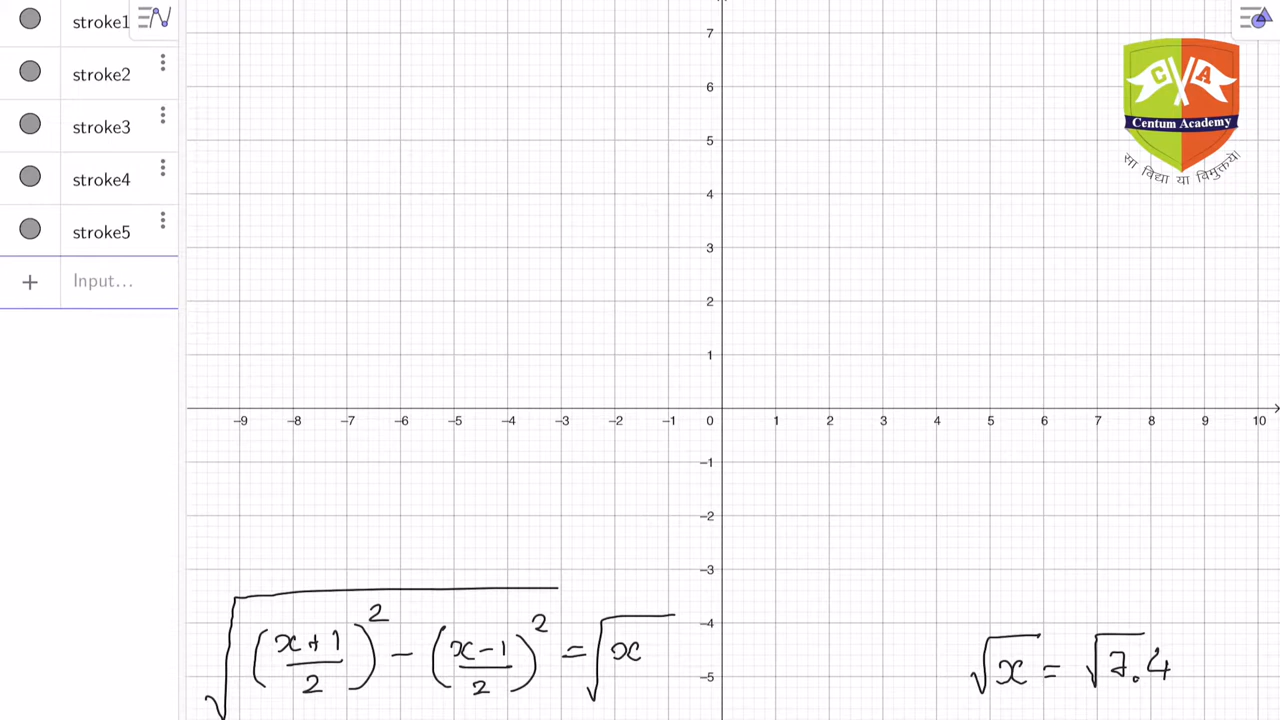 stroke1
stroke2
stroke3
stroke4
stroke5
+ Input...
7
6
5
4
3
2
1
−9 −8 −7 −6 −5 −4 −3 −2 −1 0 1 2 3 4 5 6 7 8 9 10
−1
−2
−3
−4
−5
C A
Centum Academy
सा विद्या या विमुक्तये।
√(((x+1)/2)² − ((x−1)/2)²) = √x
√x = √7.4